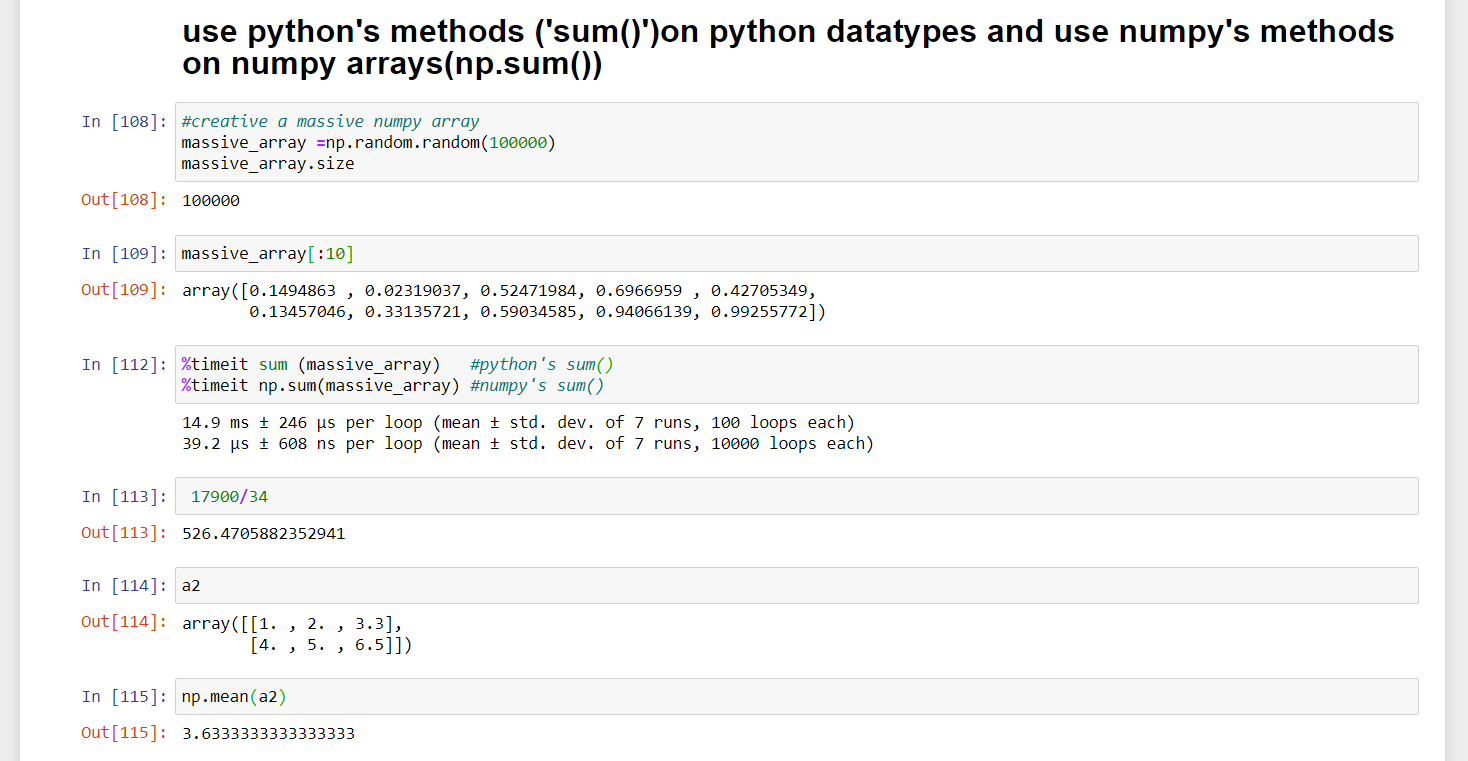 use python's methods ('sum()')on python datatypes and use numpy's methods
on numpy arrays(np.sum())
In [108]: #creative a massive numpy array
massive_array =np.random.random(100000)
massive_array.size
Out[108]: 100000
In [109]: massive_array[:10]
Out[109]: array([0.1494863 , 0.02319037, 0.52471984, 0.6966959 , 0.42705349,
0.13457046, 0.33135721, 0.59034585, 0.94066139, 0.99255772])
In [112]: %timeit sum (massive_array)   #python's sum()
%timeit np.sum(massive_array) #numpy's sum()
14.9 ms ± 246 µs per loop (mean ± std. dev. of 7 runs, 100 loops each)
39.2 µs ± 608 ns per loop (mean ± std. dev. of 7 runs, 10000 loops each)
In [113]: 17900/34
Out[113]: 526.4705882352941
In [114]: a2
Out[114]: array([[1. , 2. , 3.3],
[4. , 5. , 6.5]])
In [115]: np.mean(a2)
Out[115]: 3.6333333333333333